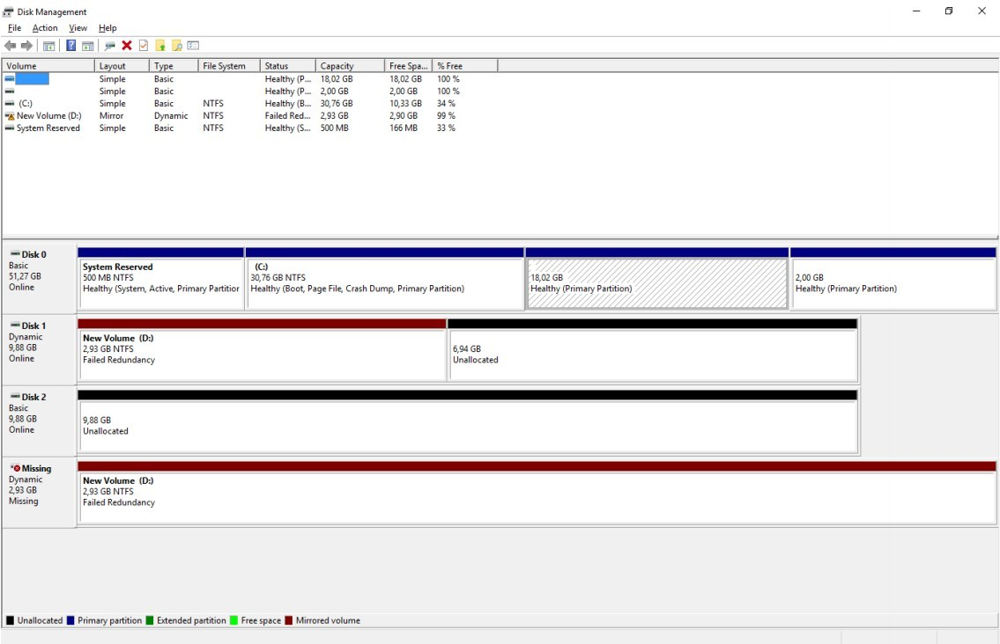 Disk Management
File Action View Help
Volume Layout Type File System Status Capacity Free Spa... % Free
Simple Basic Healthy (P... 18,02 GB 18,02 GB 100 %
Simple Basic Healthy (P... 2,00 GB 2,00 GB 100 %
(C:) Simple Basic NTFS Healthy (B... 30,76 GB 10,33 GB 34 %
New Volume (D:) Mirror Dynamic NTFS Failed Red... 2,93 GB 2,90 GB 99 %
System Reserved Simple Basic NTFS Healthy (S... 500 MB 166 MB 33 %
Disk 0
Basic
51,27 GB
Online
System Reserved
500 MB NTFS
Healthy (System, Active, Primary Partitior
(C:)
30,76 GB NTFS
Healthy (Boot, Page File, Crash Dump, Primary Partition)
18,02 GB
Healthy (Primary Partition)
2,00 GB
Healthy (Primary Partition)
Disk 1
Dynamic
9,88 GB
Online
New Volume (D:)
2,93 GB NTFS
Failed Redundancy
6,94 GB
Unallocated
Disk 2
Basic
9,88 GB
Online
9,88 GB
Unallocated
Missing
Dynamic
2,93 GB
Missing
New Volume (D:)
2,93 GB NTFS
Failed Redundancy
Unallocated Primary partition Extended partition Free space Mirrored volume